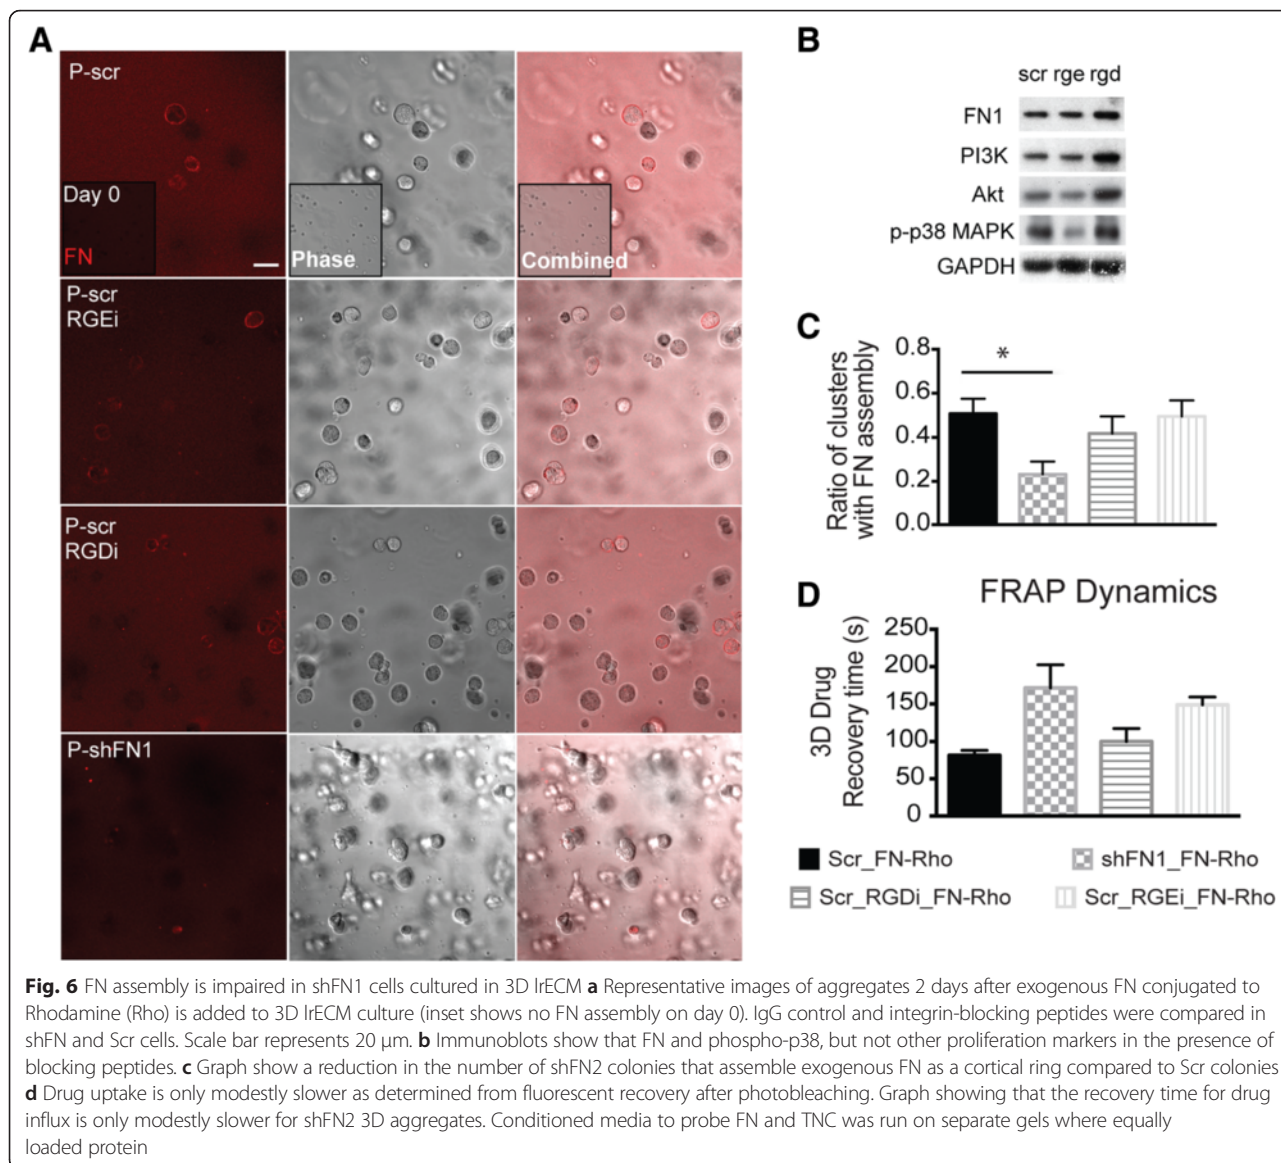 A
P-scr
Day 0
FN
Phase
Combined
P-scr
RGEi
P-scr
RGDi
P-shFN1
B
scr rge rgd
FN1
PI3K
Akt
p-p38 MAPK
GAPDH
C
Ratio of clusters
with FN assembly
0.8
0.6
0.4
0.2
0.0
*
D
FRAP Dynamics
3D Drug
Recovery time (s)
250
200
150
100
50
0
Scr_FN-Rho
shFN1_FN-Rho
Scr_RGDi_FN-Rho
Scr_RGEi_FN-Rho
Fig. 6 FN assembly is impaired in shFN1 cells cultured in 3D lrECM a Representative images of aggregates 2 days after exogenous FN conjugated to
Rhodamine (Rho) is added to 3D lrECM culture (inset shows no FN assembly on day 0). IgG control and integrin-blocking peptides were compared in
shFN and Scr cells. Scale bar represents 20 μm. b Immunoblots show that FN and phospho-p38, but not other proliferation markers in the presence of
blocking peptides. c Graph show a reduction in the number of shFN2 colonies that assemble exogenous FN as a cortical ring compared to Scr colonies
d Drug uptake is only modestly slower as determined from fluorescent recovery after photobleaching. Graph showing that the recovery time for drug
influx is only modestly slower for shFN2 3D aggregates. Conditioned media to probe FN and TNC was run on separate gels where equally
loaded protein